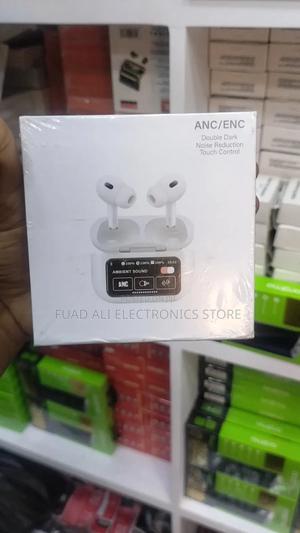 ANC/ENC
Double Dark
Noise Reduction
Touch Control
AMBIENT SOUND
ANC
FUAD ALI ELECTRONICS STORE